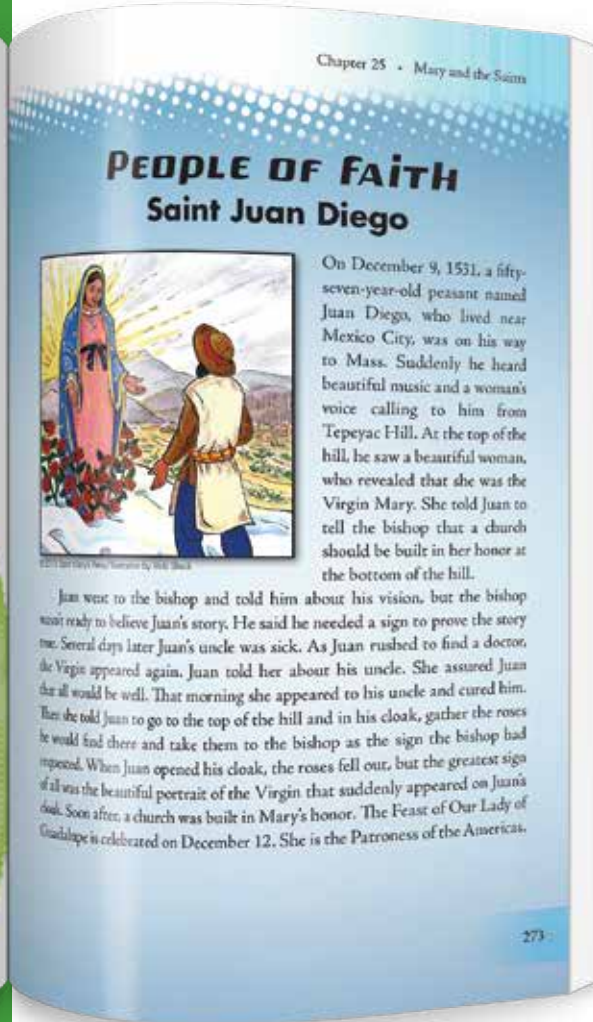 Chapter 25 • Mary and the Saints
PEOPLE OF FAITH
Saint Juan Diego
On December 9, 1531, a fifty-
seven-year-old peasant named
Juan Diego, who lived near
Mexico City, was on his way
to Mass. Suddenly he heard
beautiful music and a woman's
voice calling to him from
Tepeyac Hill. At the top of the
hill, he saw a beautiful woman,
who revealed that she was the
Virgin Mary. She told Juan to
tell the bishop that a church
should be built in her honor at
the bottom of the hill.
Juan went to the bishop and told him about his vision, but the bishop
wasn't ready to believe Juan's story. He said he needed a sign to prove the story
true. Several days later Juan's uncle was sick. As Juan rushed to find a doctor,
the Virgin appeared again. Juan told her about his uncle. She assured Juan
that all would be well. That morning she appeared to his uncle and cured him.
Then she told Juan to go to the top of the hill and in his cloak, gather the roses
he would find there and take them to the bishop as the sign the bishop had
requested. When Juan opened his cloak, the roses fell out, but the greatest sign
of all was the beautiful portrait of the Virgin that suddenly appeared on Juan's
cloak. Soon after, a church was built in Mary's honor. The Feast of Our Lady of
Guadalupe is celebrated on December 12. She is the Patroness of the Americas.
273